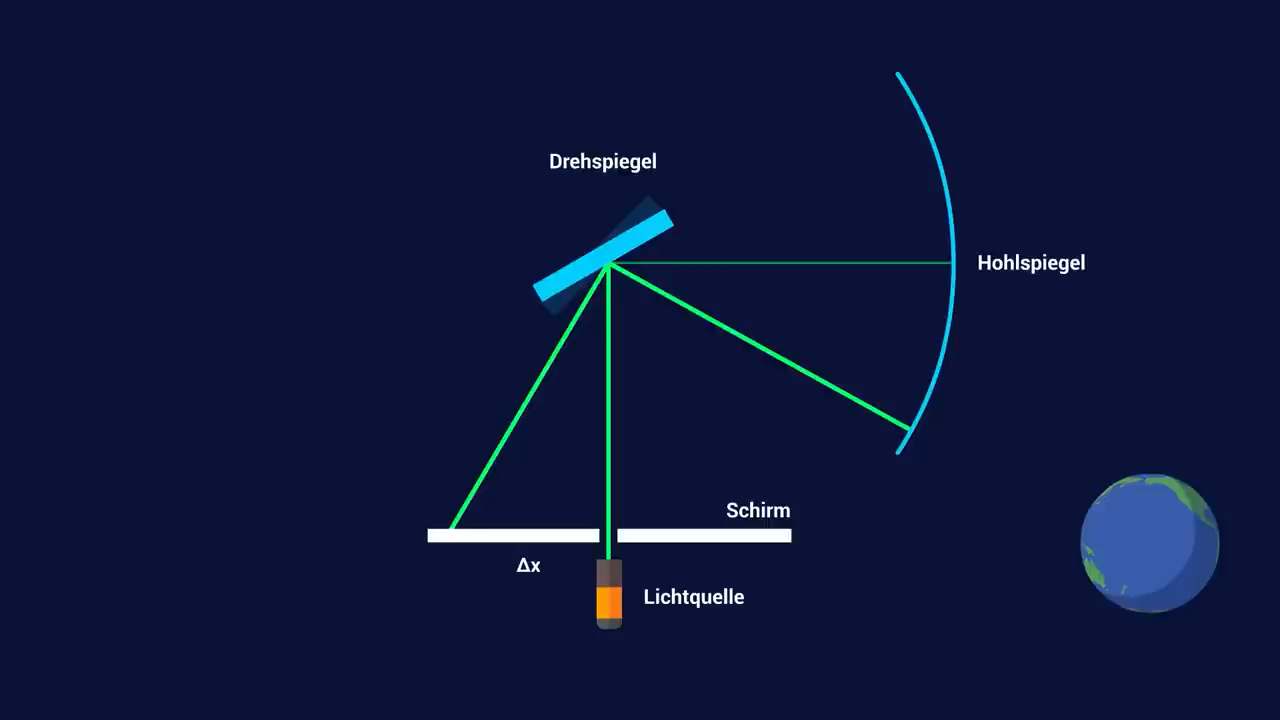 Drehspiegel
Hohlspiegel
Schirm
Δx
Lichtquelle